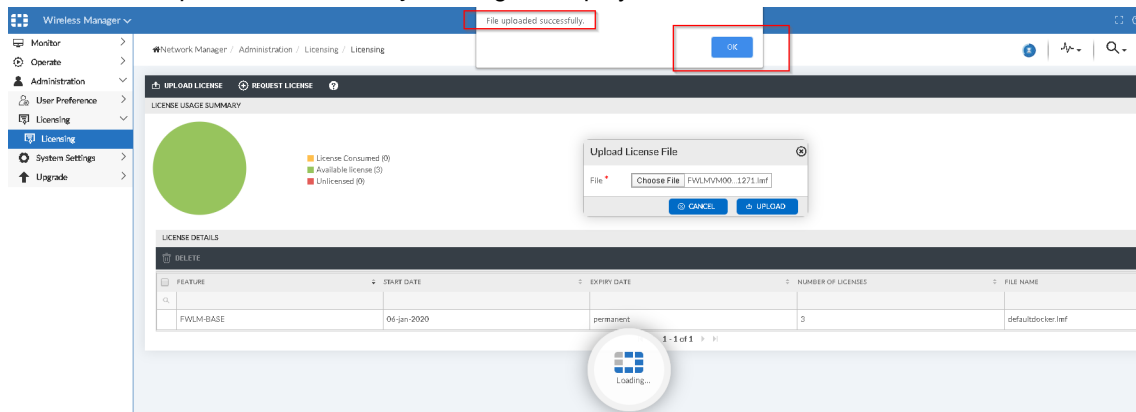 Wireless Manager
File uploaded successfully.
OK
Monitor
Operate
Administration
User Preference
Licensing
Licensing
System Settings
Upgrade
Network Manager / Administration / Licensing / Licensing
UPLOAD LICENSE REQUEST LICENSE
LICENSE USAGE SUMMARY
License Consumed (0)
Available license (3)
Unlicensed (0)
Upload License File
File * Choose File FWLMVM00...1271.lmf
CANCEL UPLOAD
LICENSE DETAILS
DELETE
FEATURE START DATE EXPIRY DATE NUMBER OF LICENSES FILE NAME
FWLM-BASE 06-jan-2020 permanent 3 defaultdocker.lmf
1 - 1 of 1
Loading...